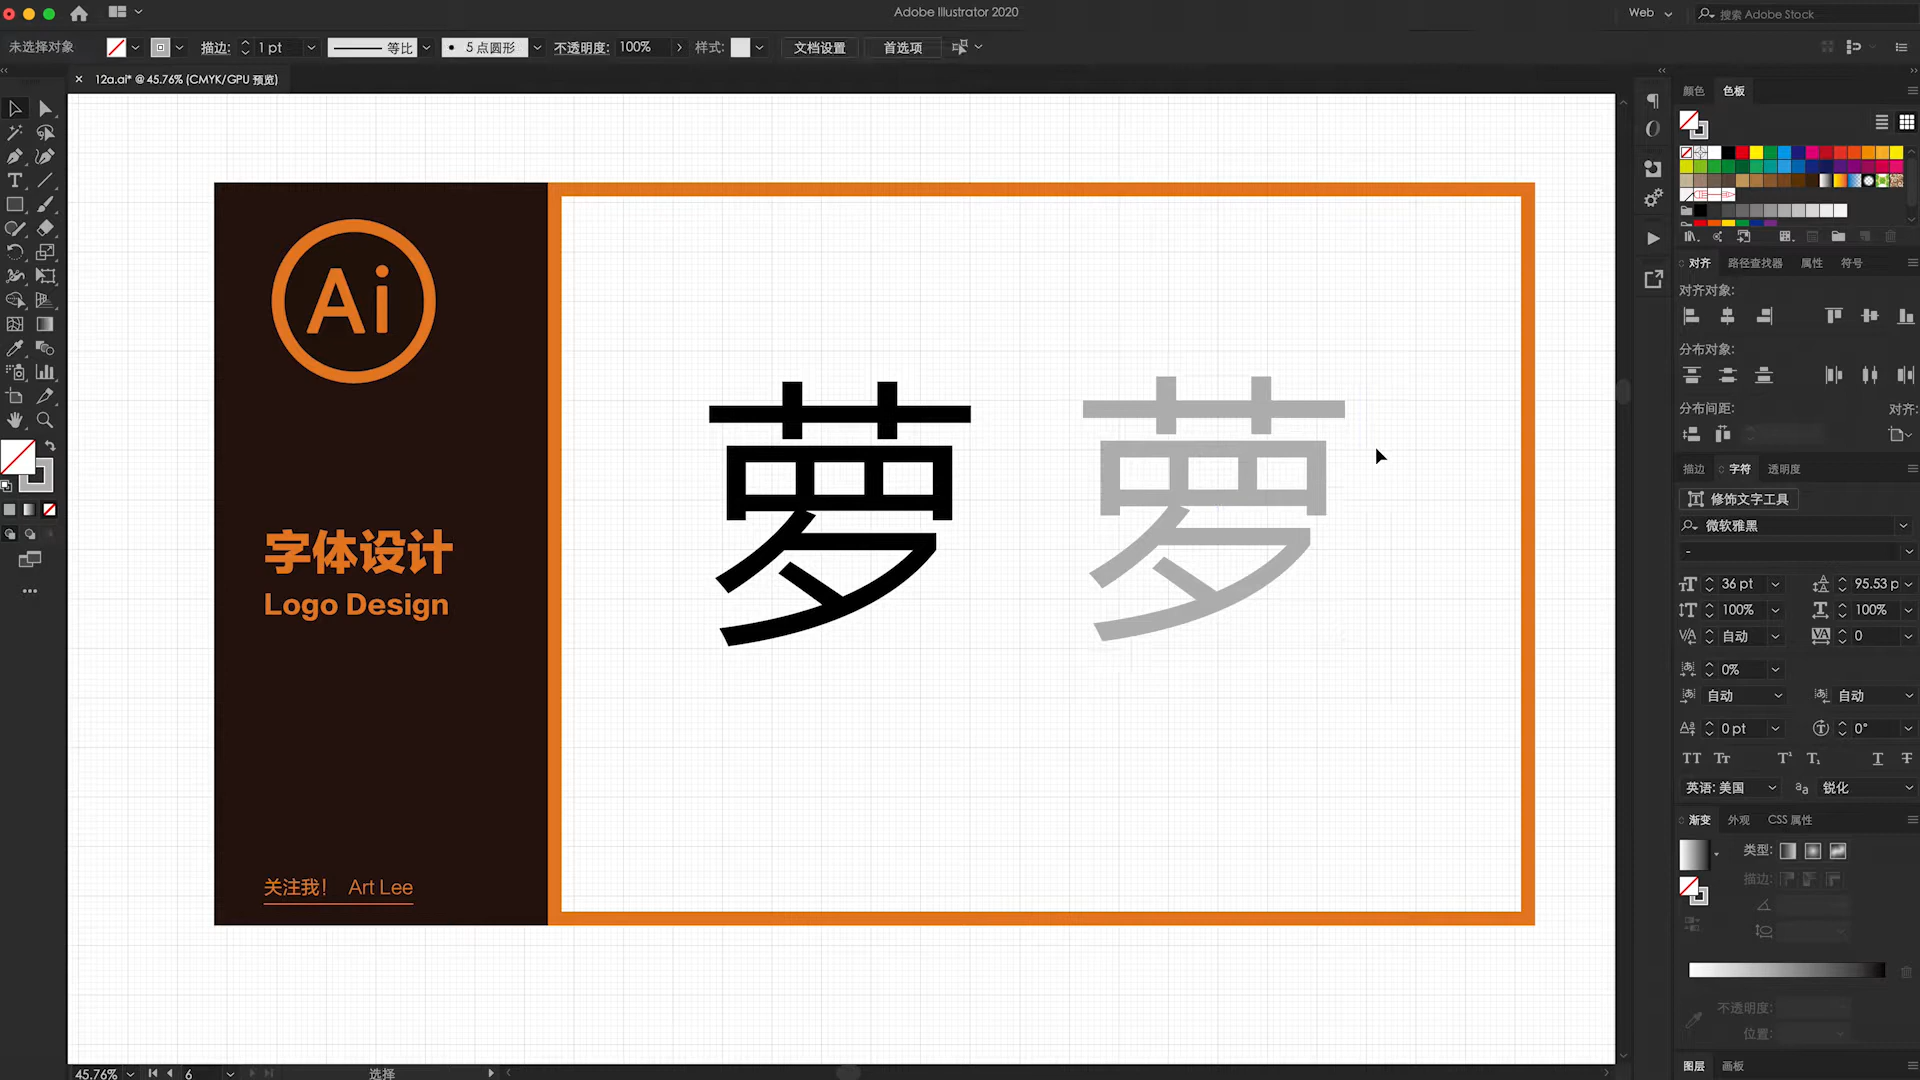 Adobe Illustrator 2020
Web
搜索 Adobe Stock
未选择对象
描边:
1 pt
等比
5 点圆形
不透明度:
100%
样式:
文档设置
首选项
× 12a.ai* @ 45.76% (CMYK/GPU 预览)
颜色
色板
Ai
对齐
路径查找器
属性
符号
对齐对象:
分布对象:
分布间距:
对齐:
萝 萝
描边
字符
透明度
修饰文字工具
微软雅黑
-
36 pt
95.53 p
100%
100%
自动
0
0%
自动
自动
0 pt
0°
英语: 美国
锐化
字体设计
Logo Design
渐变
外观
CSS 属性
类型:
描边:
关注我! Art Lee
不透明度:
位置:
图层
画板
45.76%
6
选择